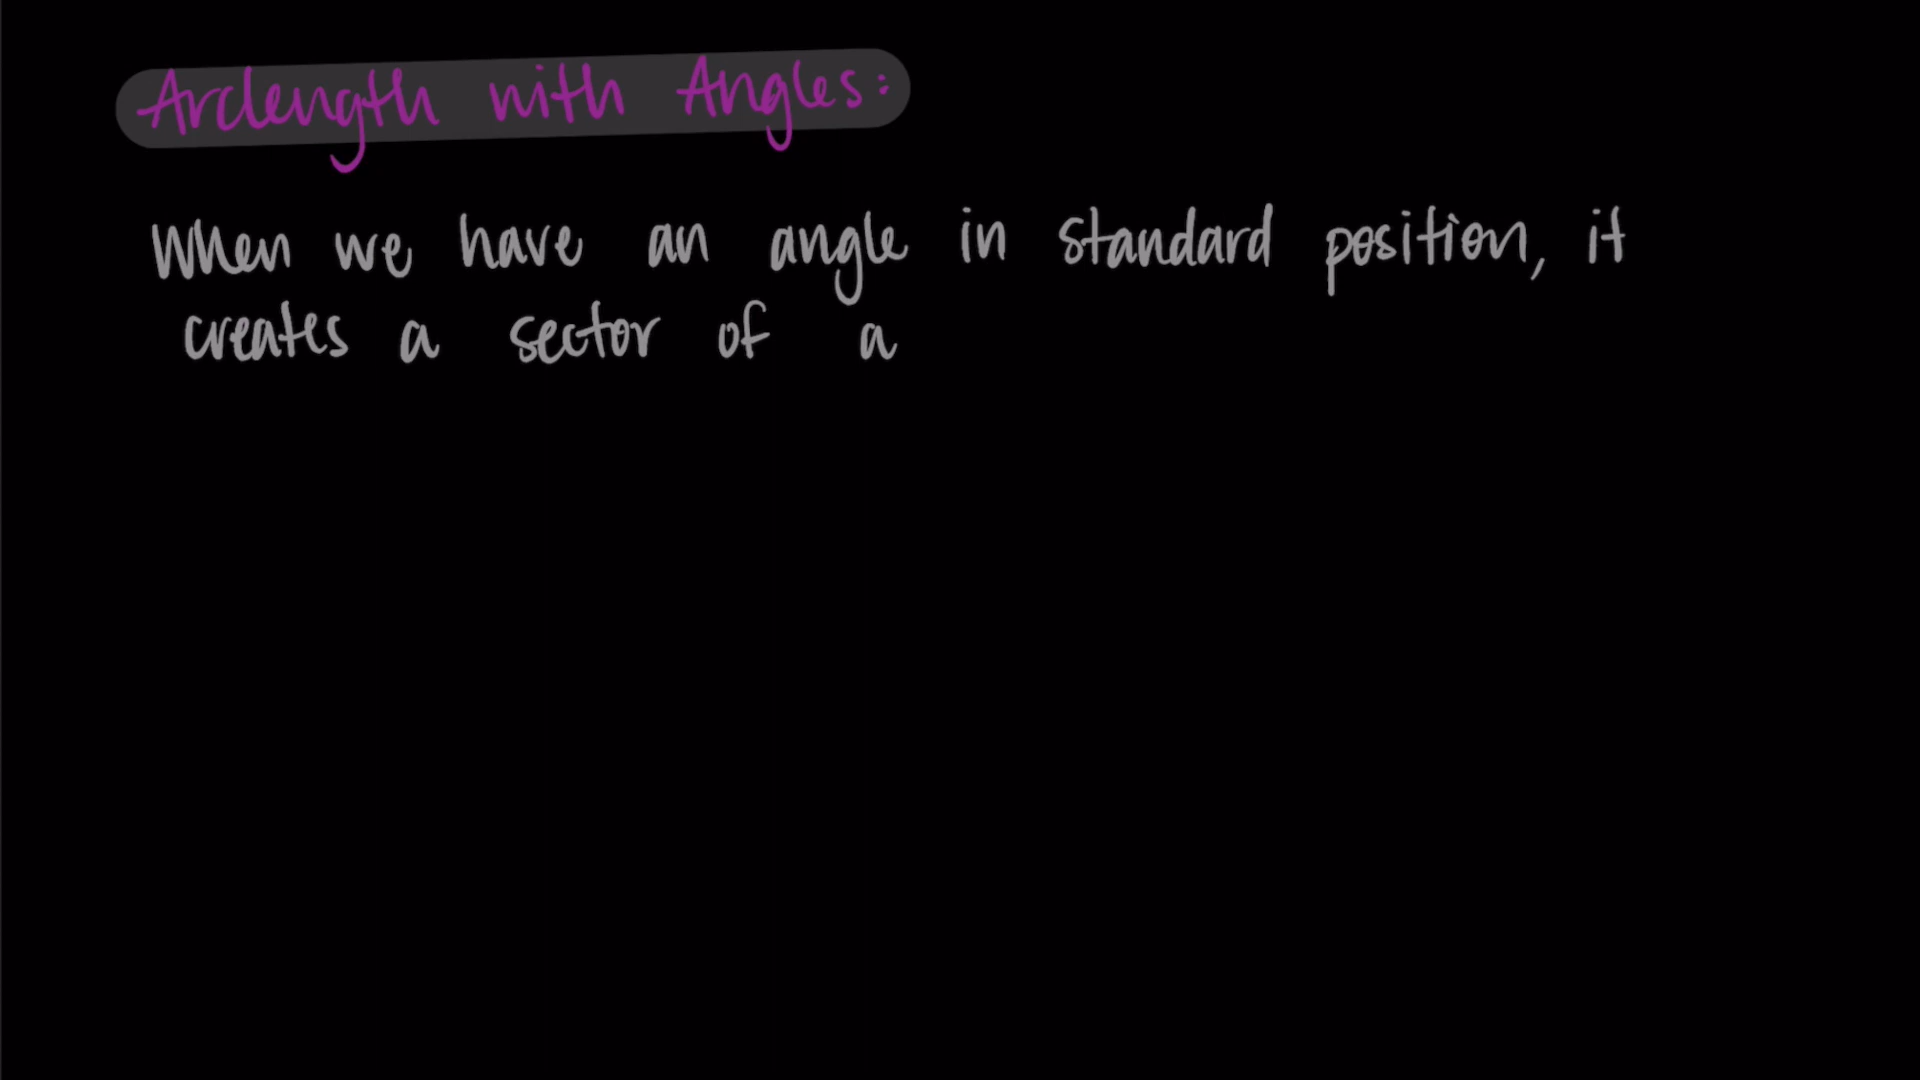 Arclength with Angles:
When we have an angle in standard position, it
creates a sector of a